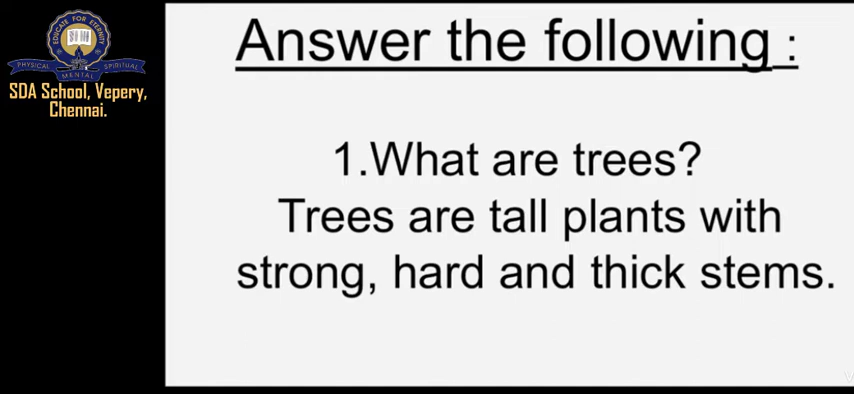 EDUCATE FOR ETERNITY
PHYSICAL
MENTAL
SPIRITUAL
SDA School, Vepery,
Chennai.
Answer the following :
1.What are trees?
Trees are tall plants with
strong, hard and thick stems.